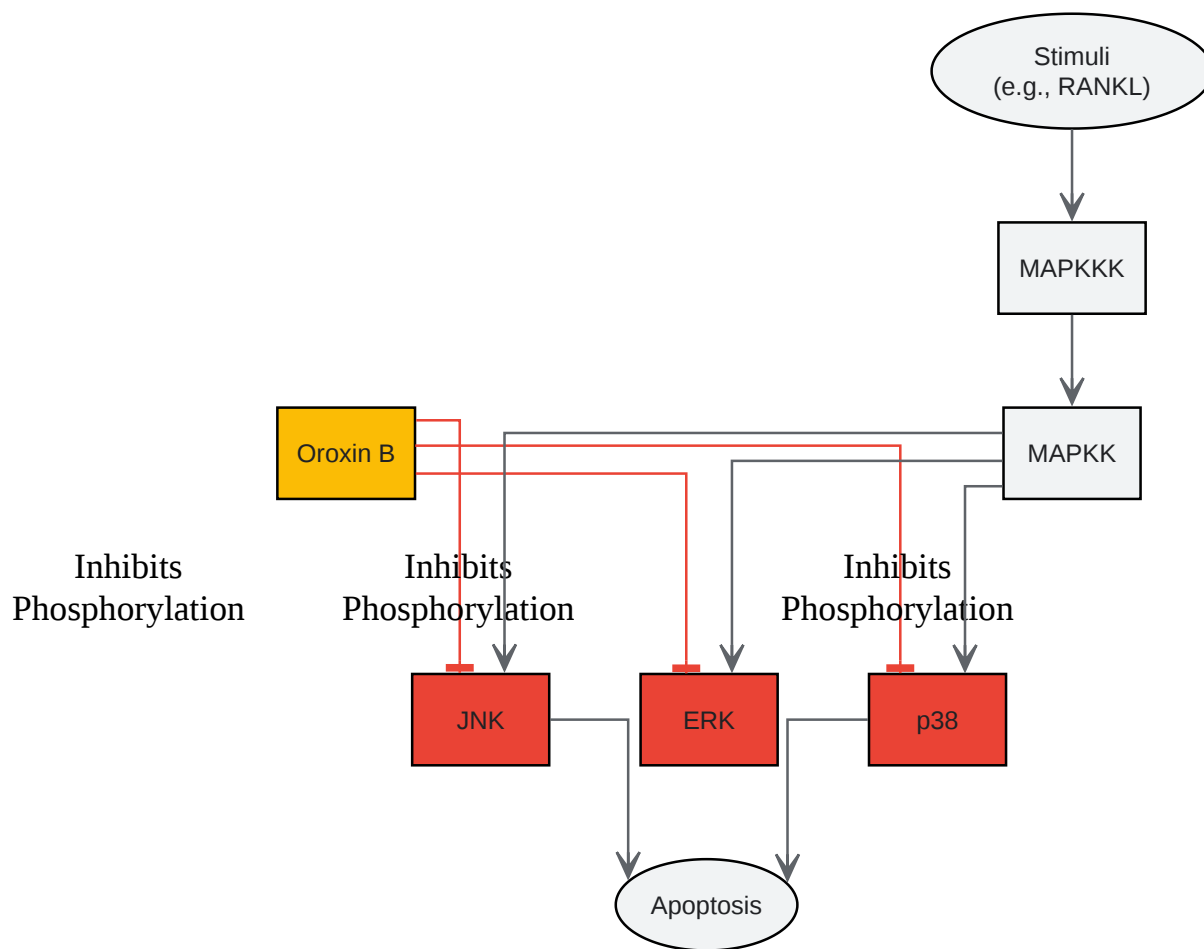 Stimuli
(e.g., RANKL)
MAPKKK
Oroxin B
MAPKK
Inhibits
Phosphorylation
Inhibits
Phosphorylation
Inhibits
Phosphorylation
JNK
ERK
p38
Apoptosis